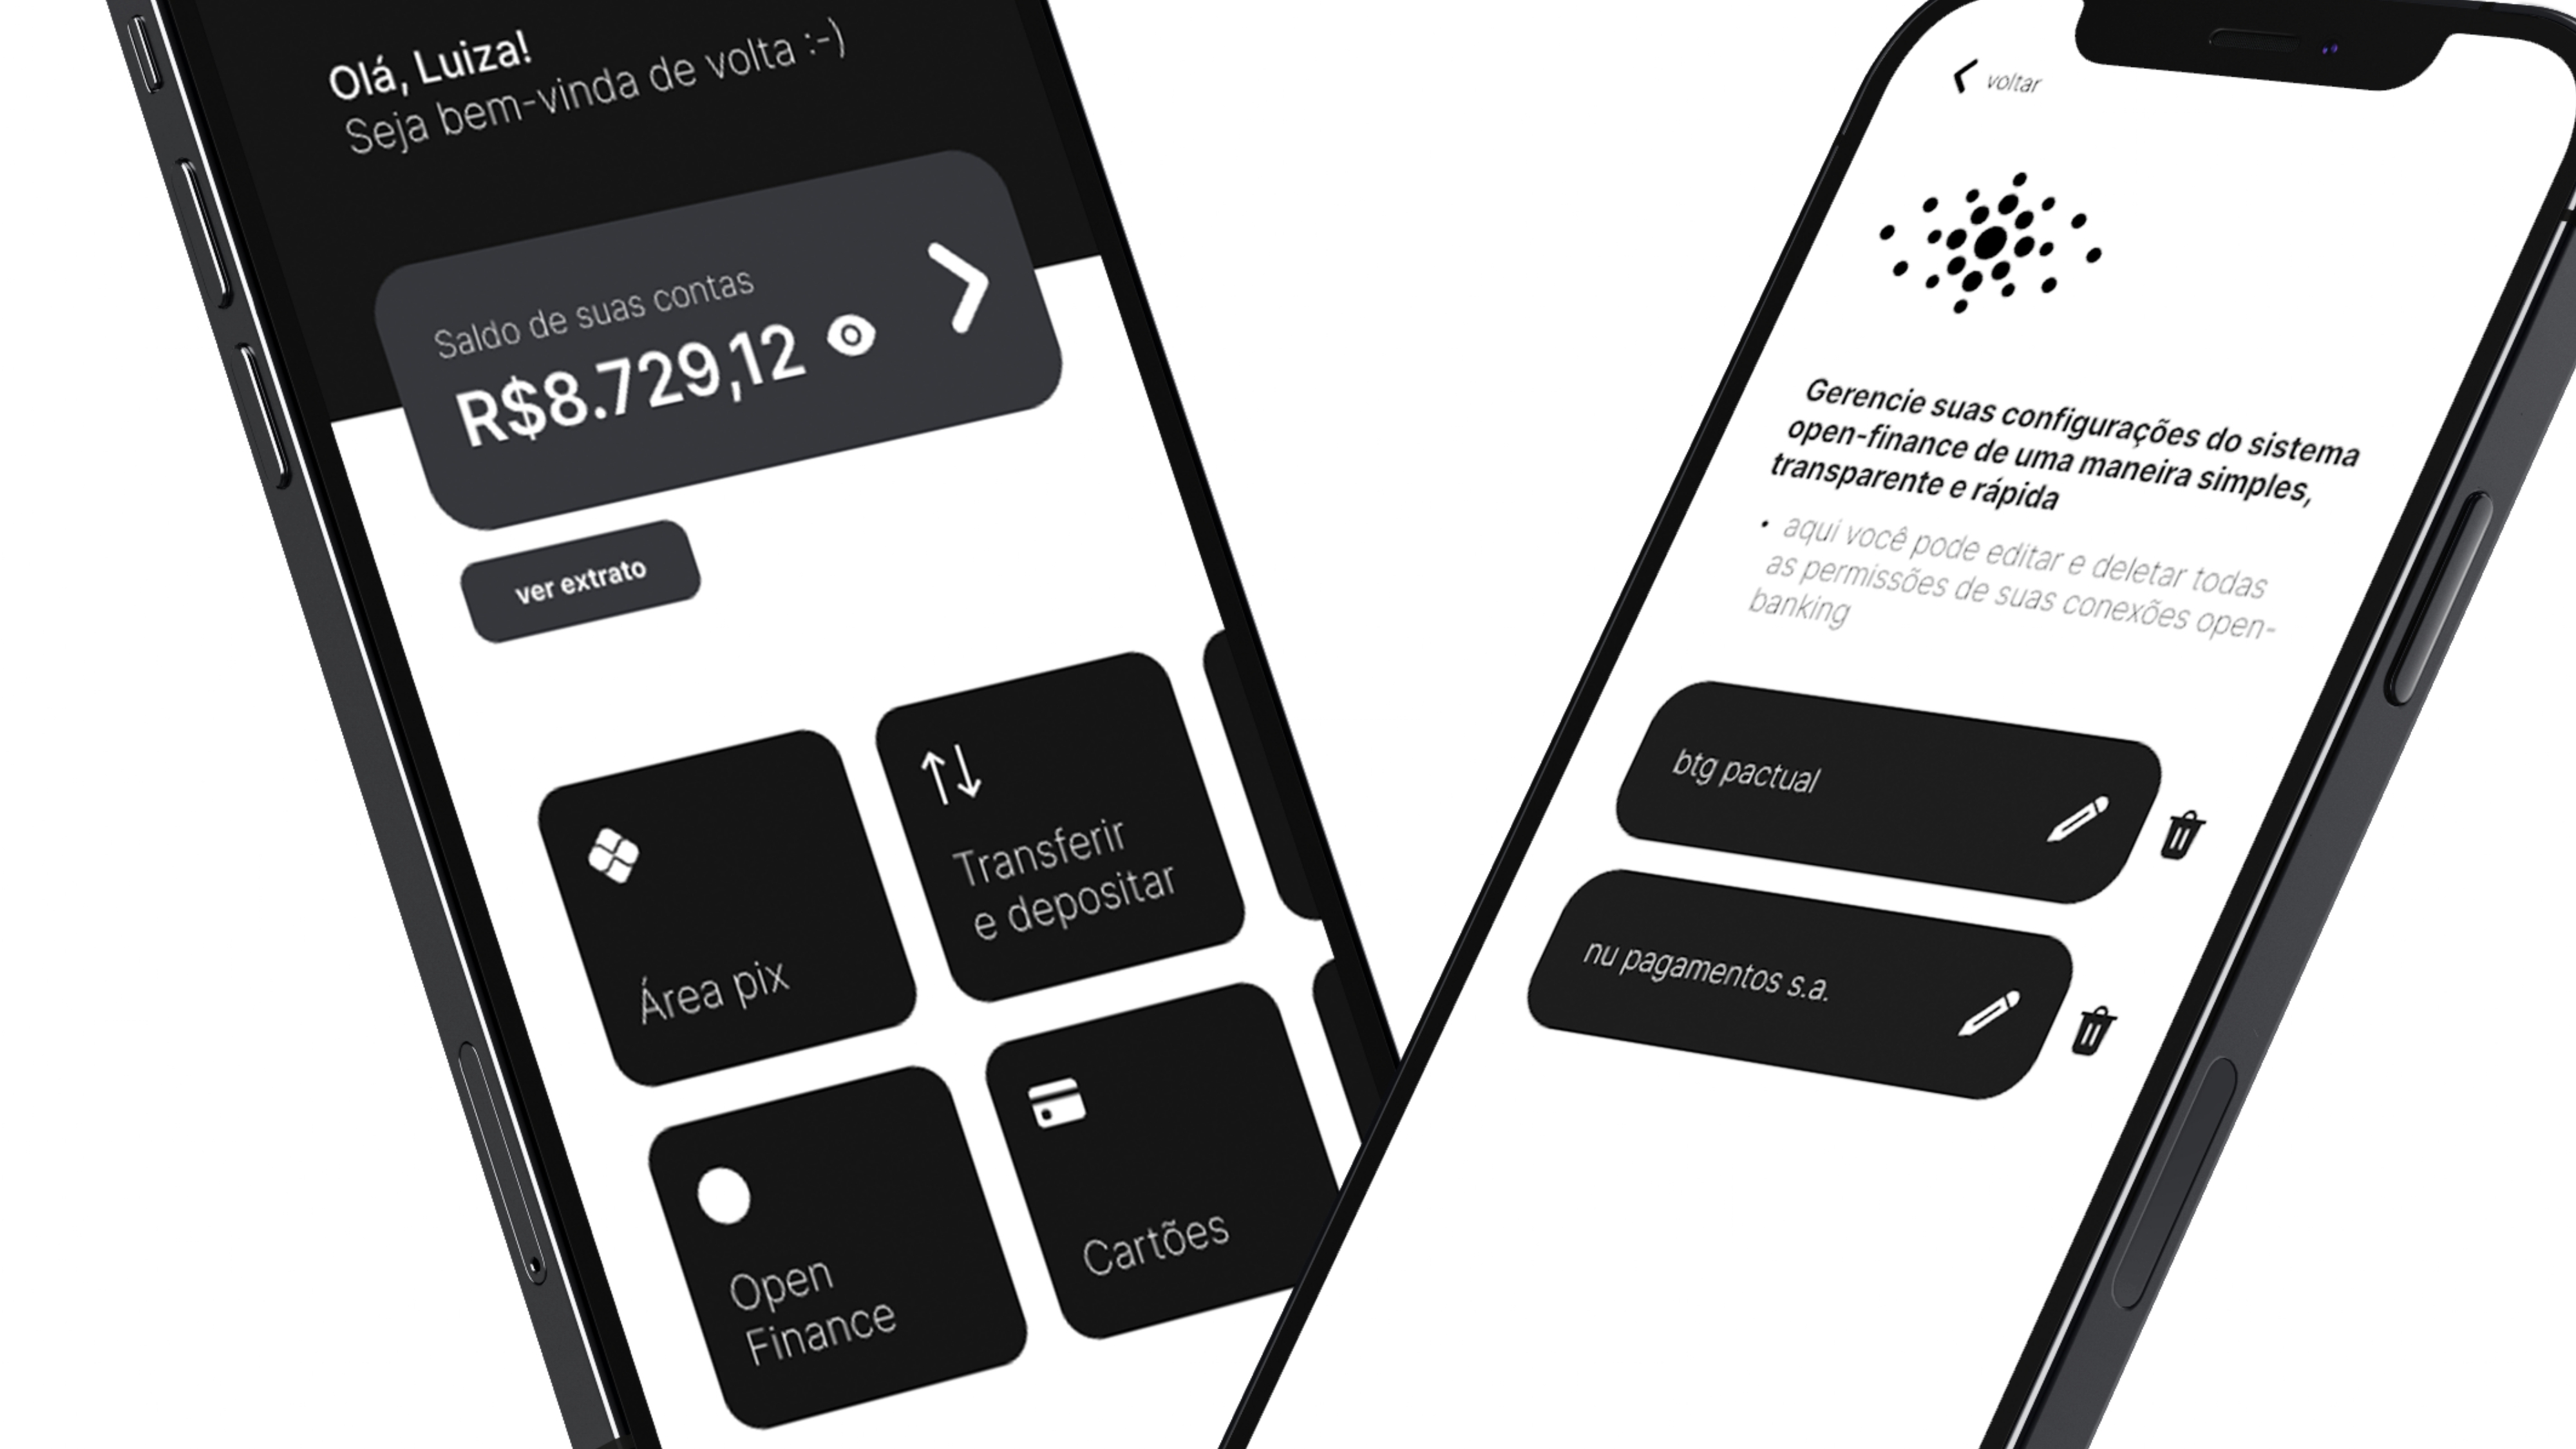 Olá, Luiza!
Seja bem-vinda de volta :-)
Saldo de suas contas
R$8.729,12
ver extrato
Área pix
Transferir
e depositar
Open
Finance
Cartões
voltar
Gerencie suas configurações do sistema
open-finance de uma maneira simples,
transparente e rápida
• aqui você pode editar e deletar todas
as permissões de suas conexões open-
banking
btg pactual
nu pagamentos s.a.